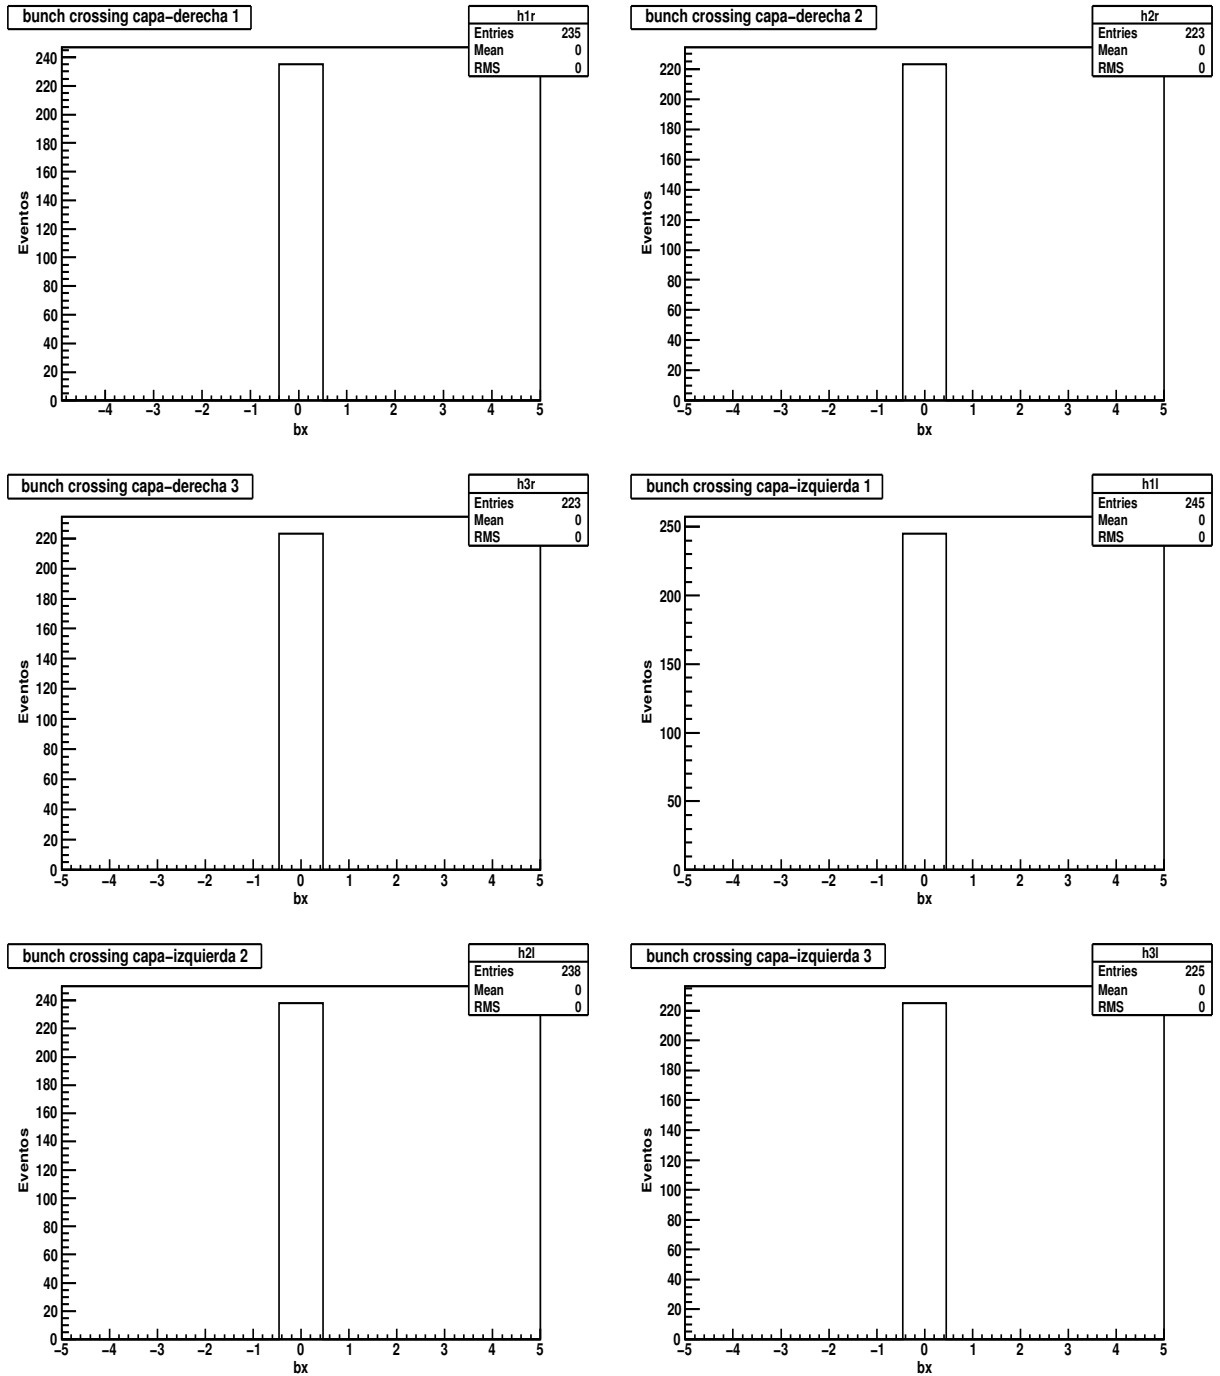 bunch crossing capa−derecha 1
h1r
Entries 235
Mean 0
RMS 0
240
220
200
180
160
140
120
100
80
60
40
20
0
Eventos
−4 −3 −2 −1 0 1 2 3 4 5
bx
bunch crossing capa−derecha 2
h2r
Entries 223
Mean 0
RMS 0
220
200
180
160
140
120
100
80
60
40
20
0
Eventos
−5 −4 −3 −2 −1 0 1 2 3 4 5
bx
bunch crossing capa−derecha 3
h3r
Entries 223
Mean 0
RMS 0
220
200
180
160
140
120
100
80
60
40
20
0
Eventos
−5 −4 −3 −2 −1 0 1 2 3 4 5
bx
bunch crossing capa−izquierda 1
h1l
Entries 245
Mean 0
RMS 0
250
200
150
100
50
0
Eventos
−5 −4 −3 −2 −1 0 1 2 3 4 5
bx
bunch crossing capa−izquierda 2
h2l
Entries 238
Mean 0
RMS 0
240
220
200
180
160
140
120
100
80
60
40
20
0
Eventos
−5 −4 −3 −2 −1 0 1 2 3 4 5
bx
bunch crossing capa−izquierda 3
h3l
Entries 225
Mean 0
RMS 0
220
200
180
160
140
120
100
80
60
40
20
0
Eventos
−5 −4 −3 −2 −1 0 1 2 3 4 5
bx